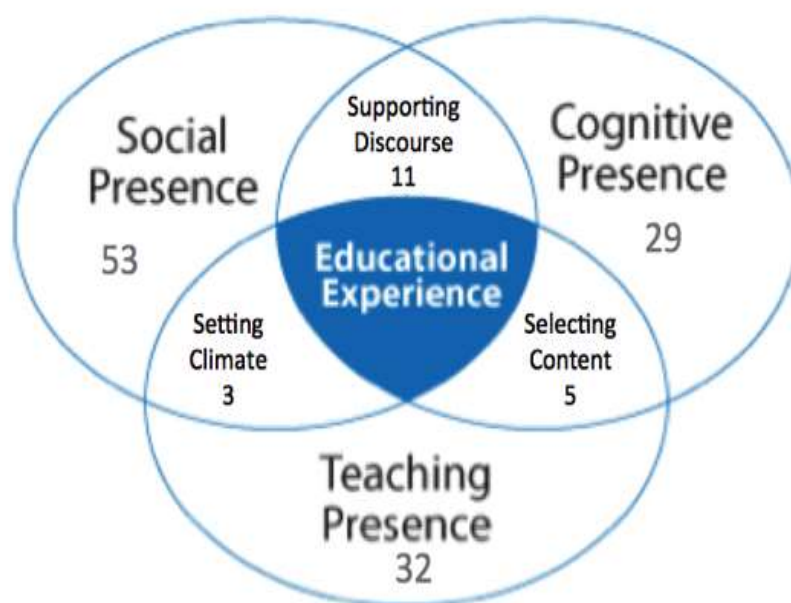 Social
Presence
53
Supporting
Discourse
11
Cognitive
Presence
29
Educational
Experience
Setting
Climate
3
Selecting
Content
5
Teaching
Presence
32